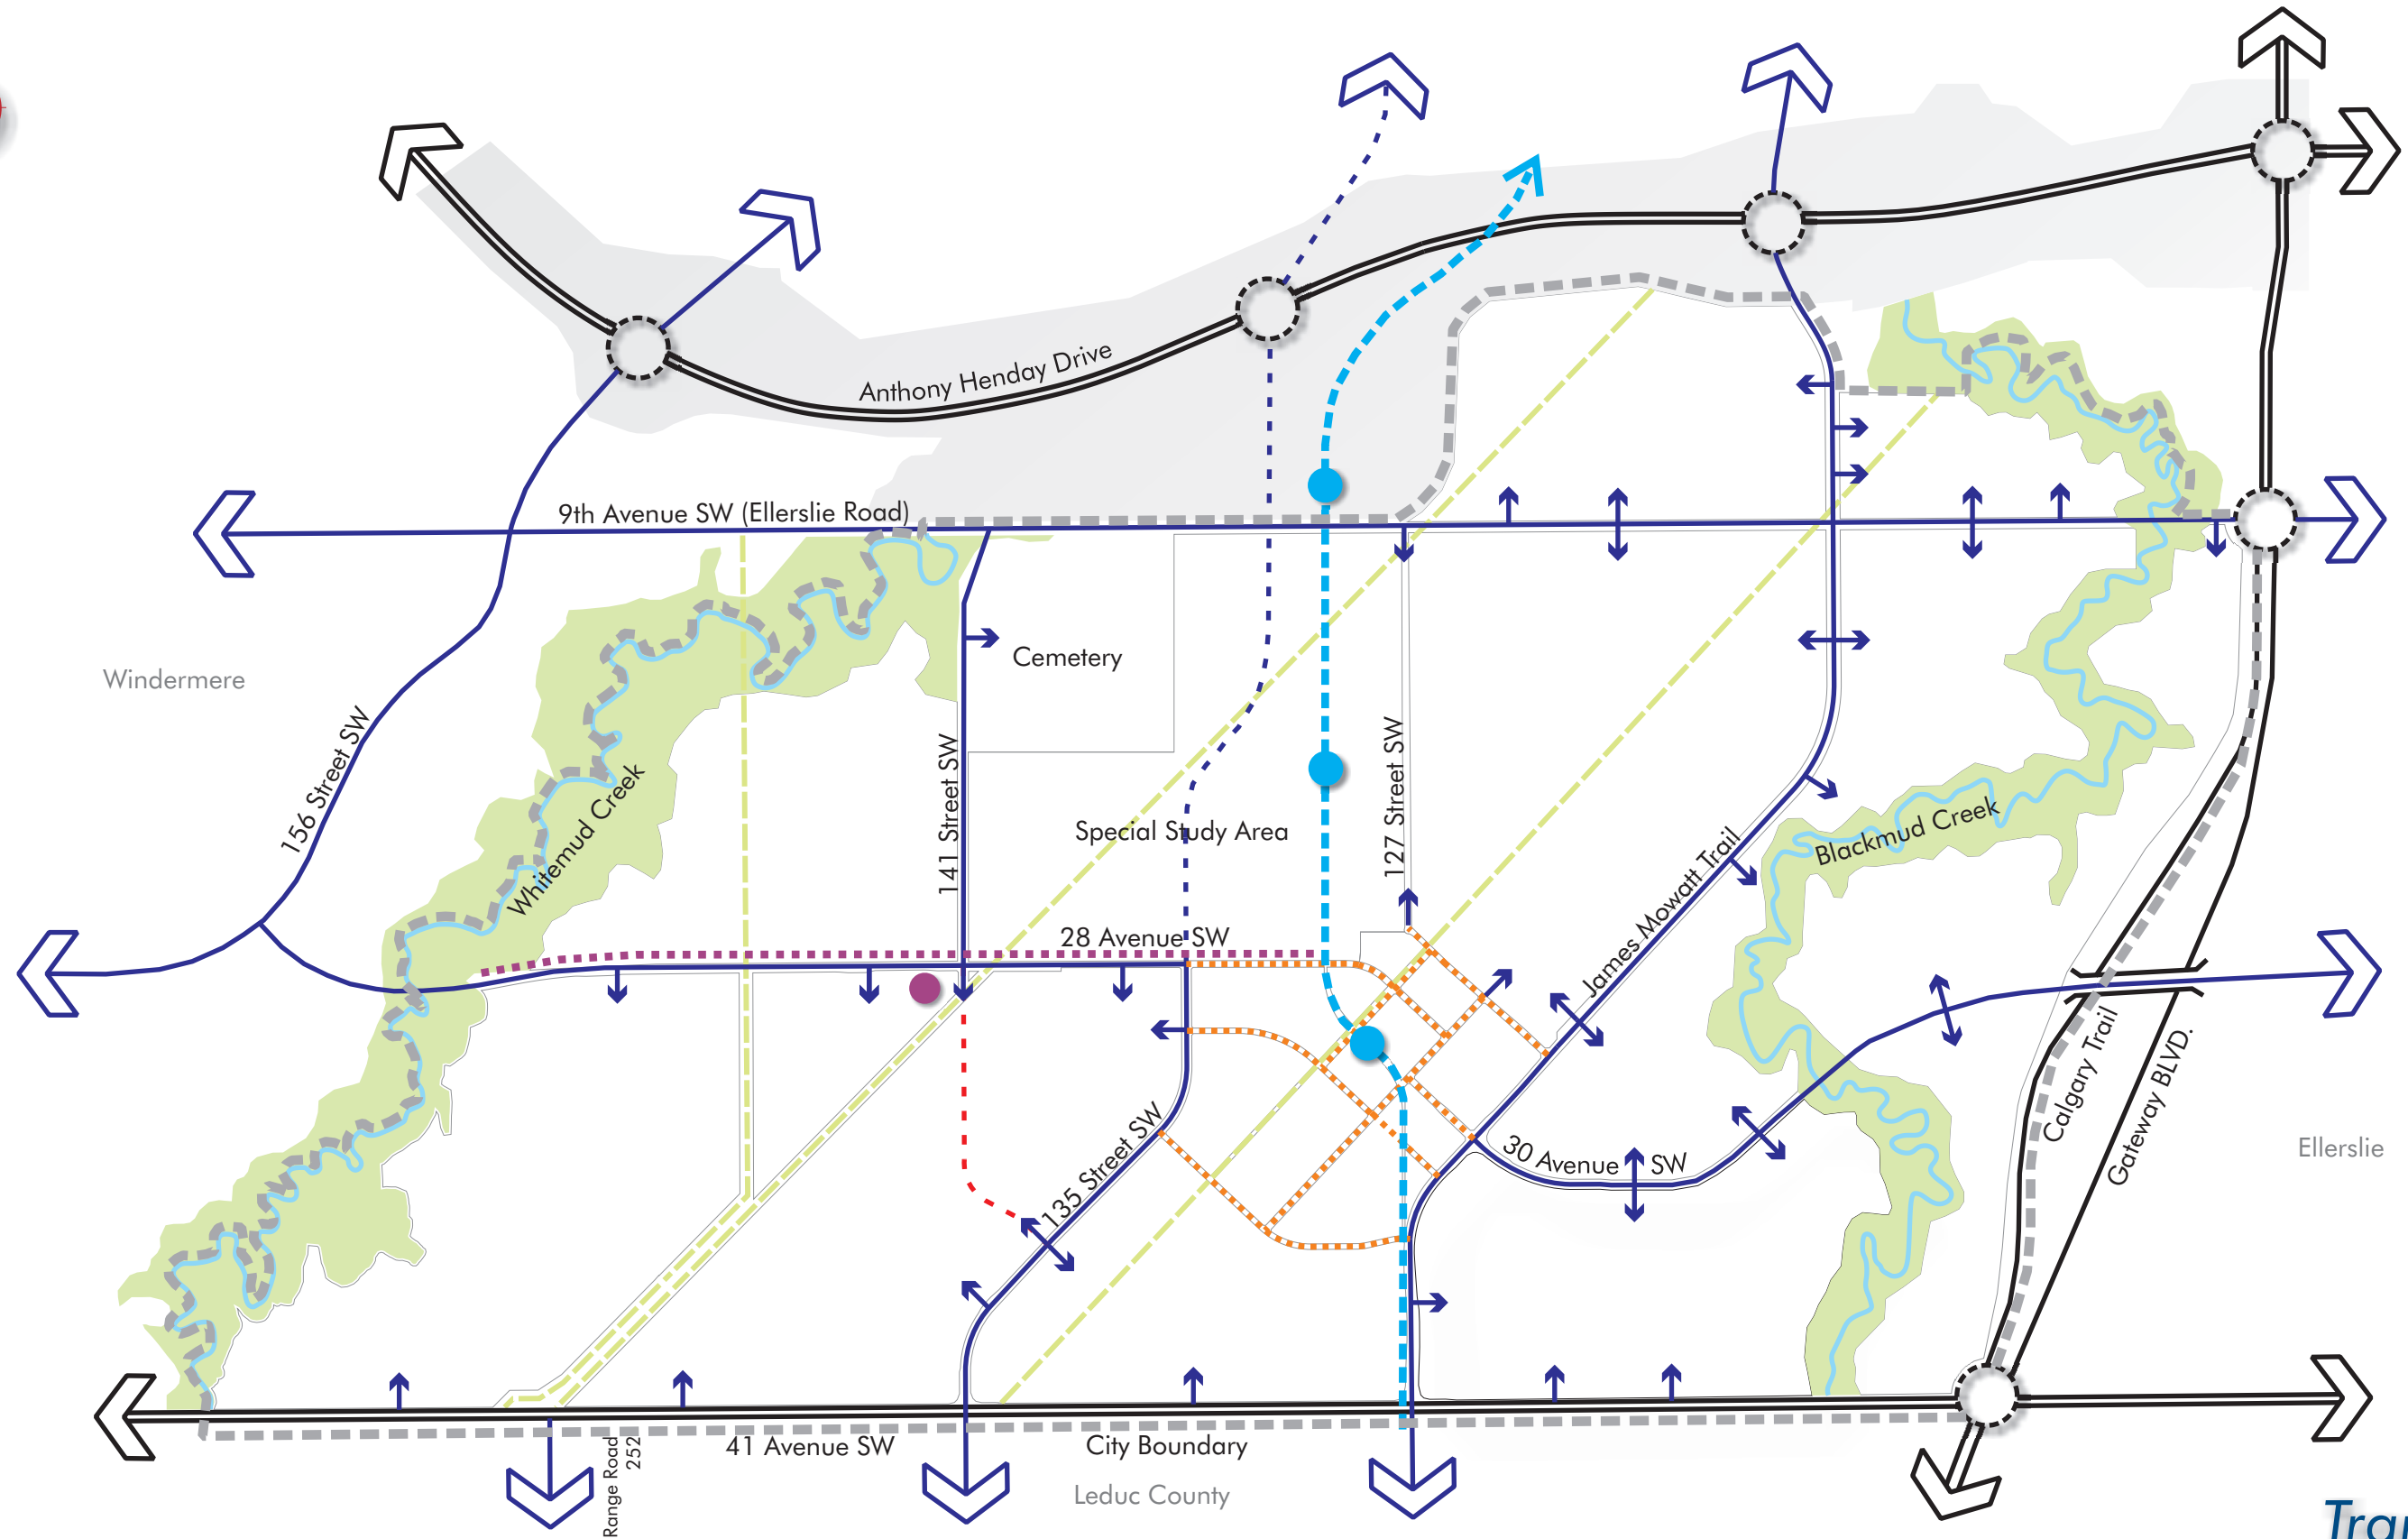 Anthony Henday Drive
9th Avenue SW (Ellerslie Road)
Windermere
Cemetery
156 Street SW
Whitemud Creek
141 Street SW
127 Street SW
Special Study Area
James Mowatt Trail
Blackmud Creek
28 Avenue SW
135 Street SW
30 Avenue SW
Calgary Trail
Gateway BLVD.
Ellerslie
Range Road
252
41 Avenue SW
City Boundary
Leduc County